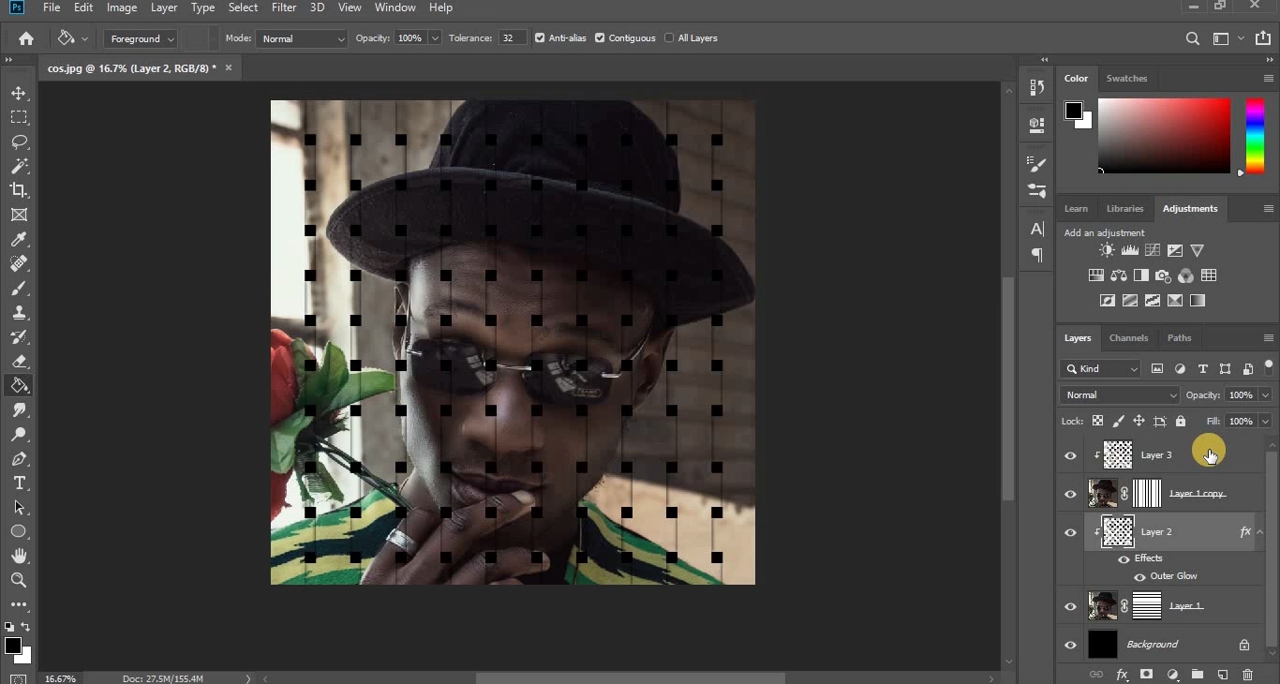 Ps File Edit Image Layer Type Select Filter 3D View Window Help
Foreground Mode: Normal Opacity: 100% Tolerance: 32 Anti-alias Contiguous All Layers
cos.jpg @ 16.7% (Layer 2, RGB/8) *
Color Swatches
Learn Libraries Adjustments
Add an adjustment
Layers Channels Paths
Kind
Normal Opacity: 100%
Lock: Fill: 100%
Layer 3
Layer 1 copy
Layer 2 fx
Effects
Outer Glow
Layer 1
Background
16.67% Doc: 27.5M/155.4M